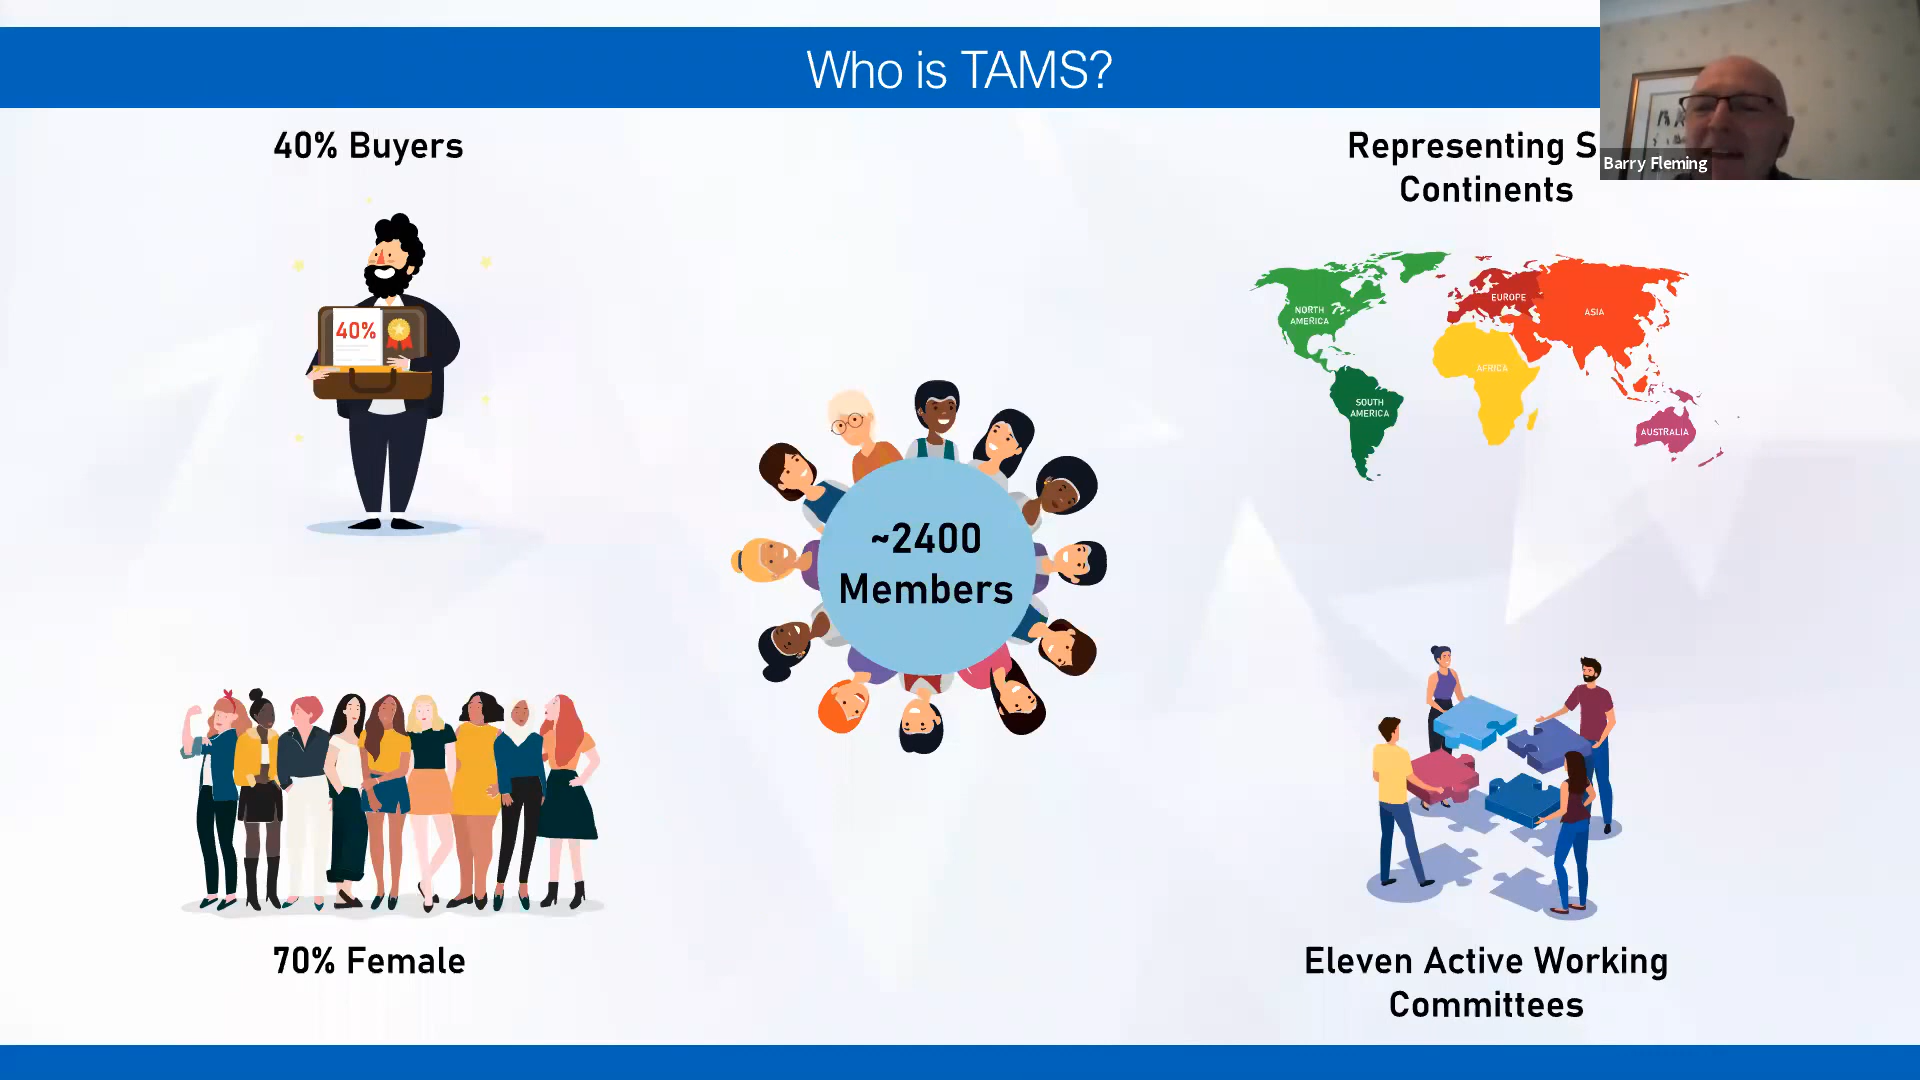 Who is TAMS?
40% Buyers
Representing S
Continents
Barry Fleming
40%
NORTH
AMERICA
EUROPE
ASIA
AFRICA
SOUTH
AMERICA
AUSTRALIA
~2400
Members
70% Female
Eleven Active Working
Committees